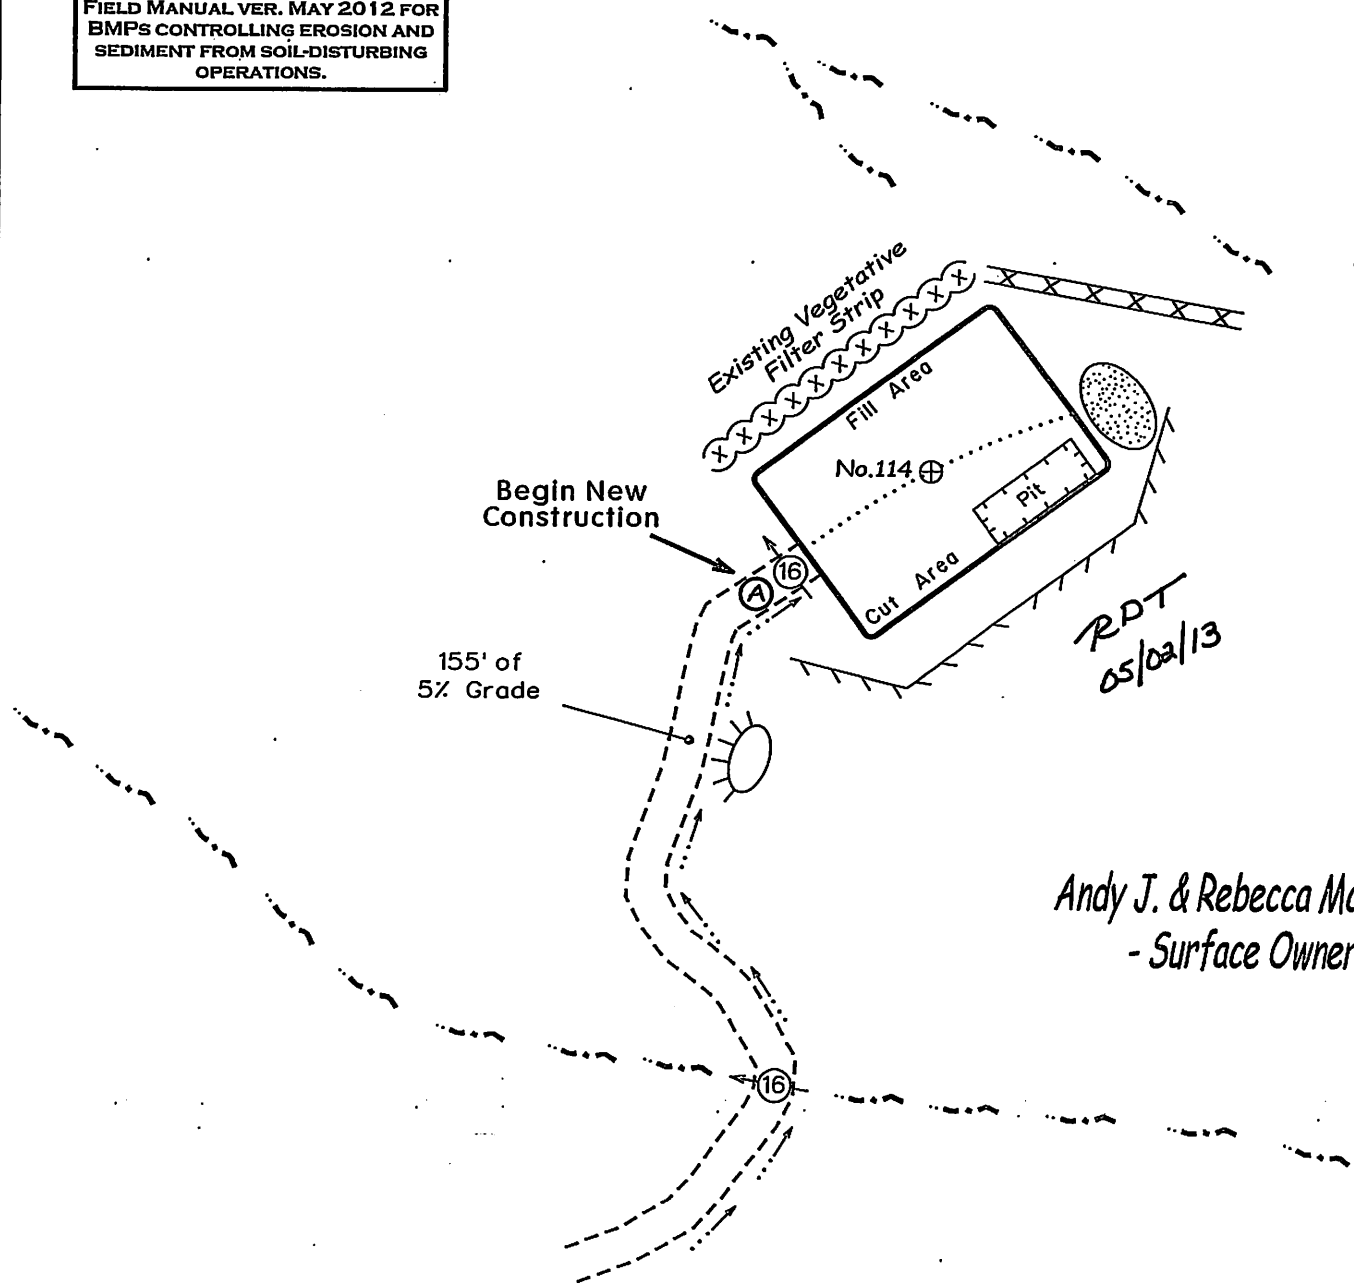 FIELD MANUAL VER. MAY 2012 FOR
BMPS CONTROLLING EROSION AND
SEDIMENT FROM SOIL-DISTURBING
OPERATIONS.
Existing Vegetative
Filter Strip
Fill Area
No.114
Pit
Begin New
Construction
16
A
Cut Area
RDT
05/02/13
155' of
5% Grade
Andy J. & Rebecca
- Surface Owner
16